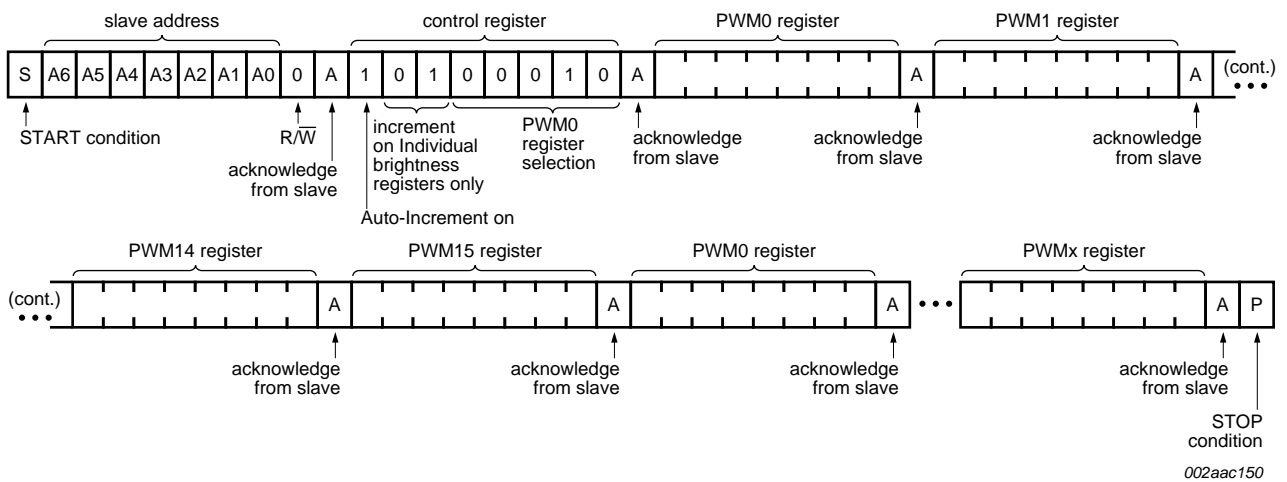 slave address control register PWM0 register PWM1 register
S A6 A5 A4 A3 A2 A1 A0 0 A 1 0 1 0 0 0 1 0 A A A (cont.)
START condition
R/W̅
acknowledge
from slave
Auto-Increment on
increment
on Individual
brightness
registers only
PWM0
register
selection
acknowledge
from slave
acknowledge
from slave
acknowledge
from slave
PWM14 register PWM15 register PWM0 register PWMx register
(cont.) A A A A P
acknowledge
from slave
acknowledge
from slave
acknowledge
from slave
acknowledge
from slave
STOP
condition
002aac150